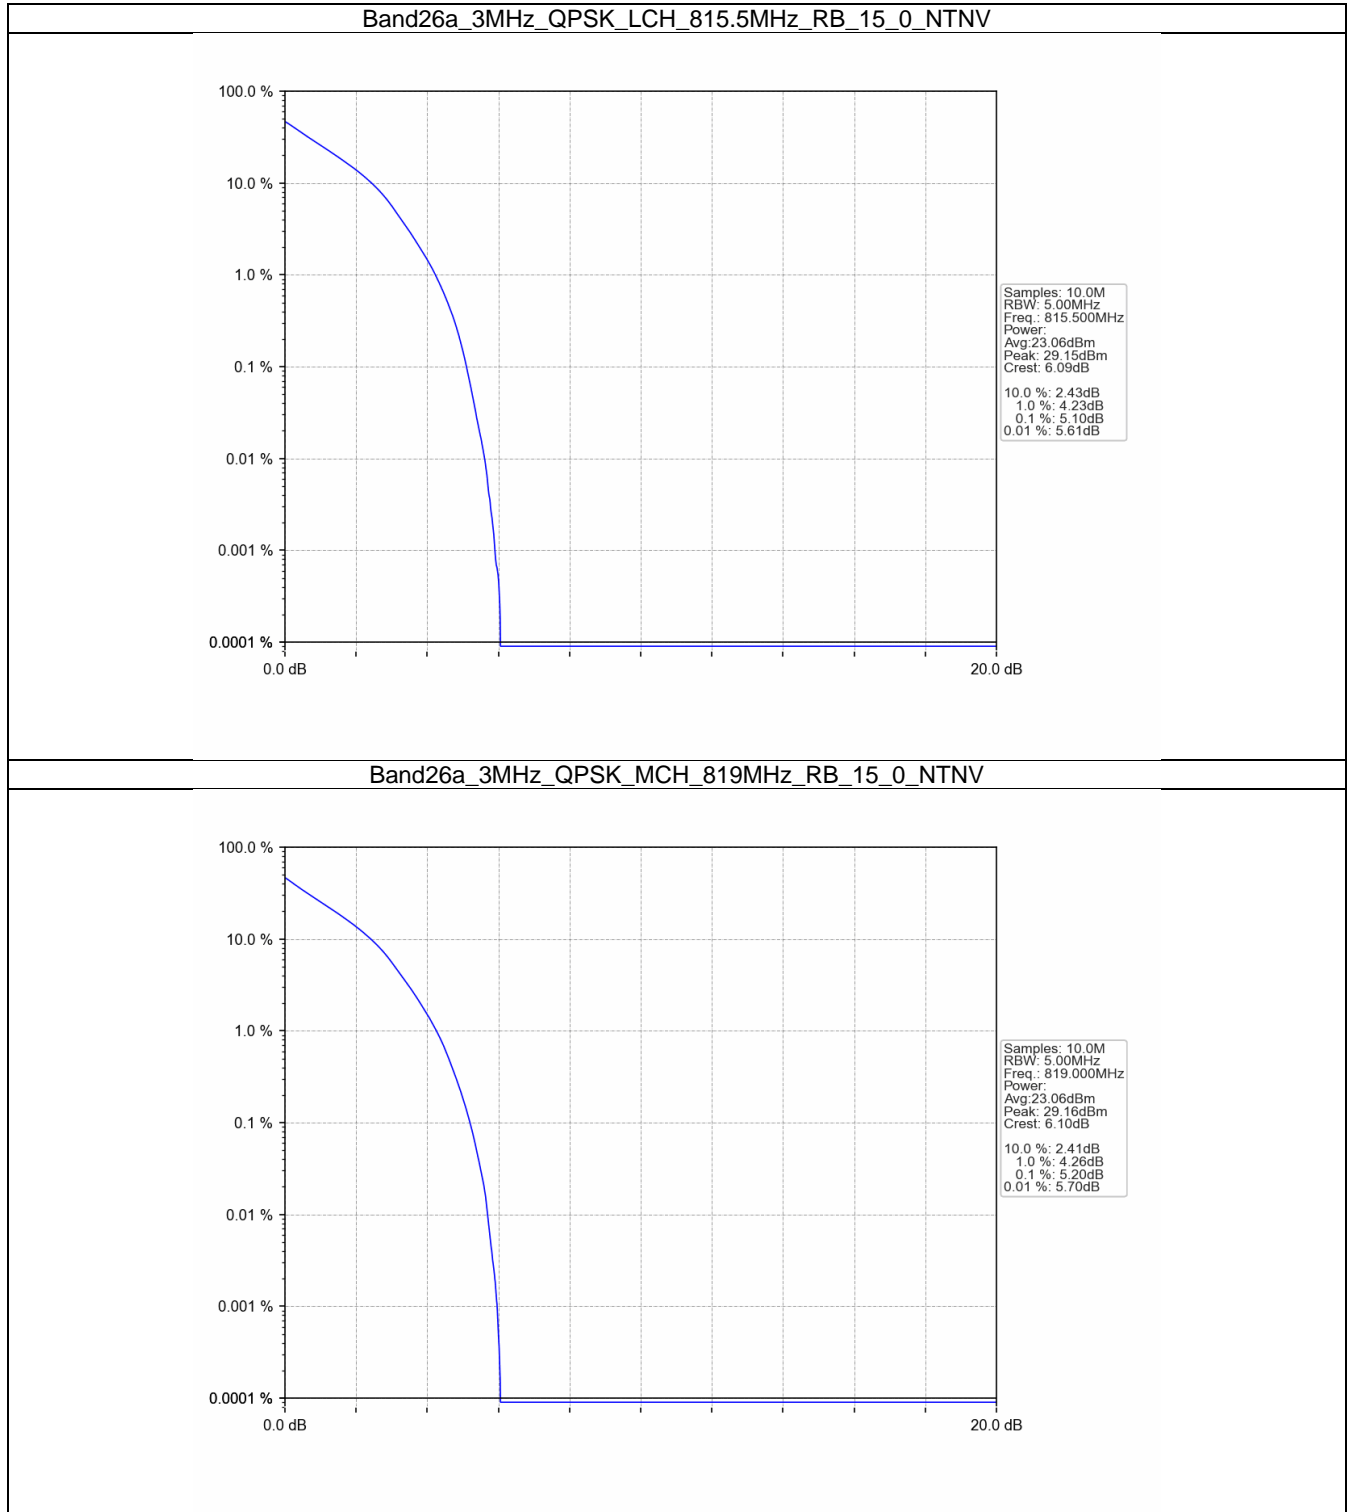 Band26a_3MHz_QPSK_LCH_815.5MHz_RB_15_0_NTNV
100.0 %
10.0 %
1.0 %
0.1 %
0.01 %
0.001 %
0.0001 %
0.0 dB
20.0 dB
Samples: 10.0M
RBW: 5.00MHz
Freq.: 815.500MHz
Power:
Avg:23.06dBm
Peak: 29.15dBm
Crest: 6.09dB
10.0 %: 2.43dB
1.0 %: 4.23dB
0.1 %: 5.10dB
0.01 %: 5.61dB
Band26a_3MHz_QPSK_MCH_819MHz_RB_15_0_NTNV
100.0 %
10.0 %
1.0 %
0.1 %
0.01 %
0.001 %
0.0001 %
0.0 dB
20.0 dB
Samples: 10.0M
RBW: 5.00MHz
Freq.: 819.000MHz
Power:
Avg:23.06dBm
Peak: 29.16dBm
Crest: 6.10dB
10.0 %: 2.41dB
1.0 %: 4.26dB
0.1 %: 5.20dB
0.01 %: 5.70dB